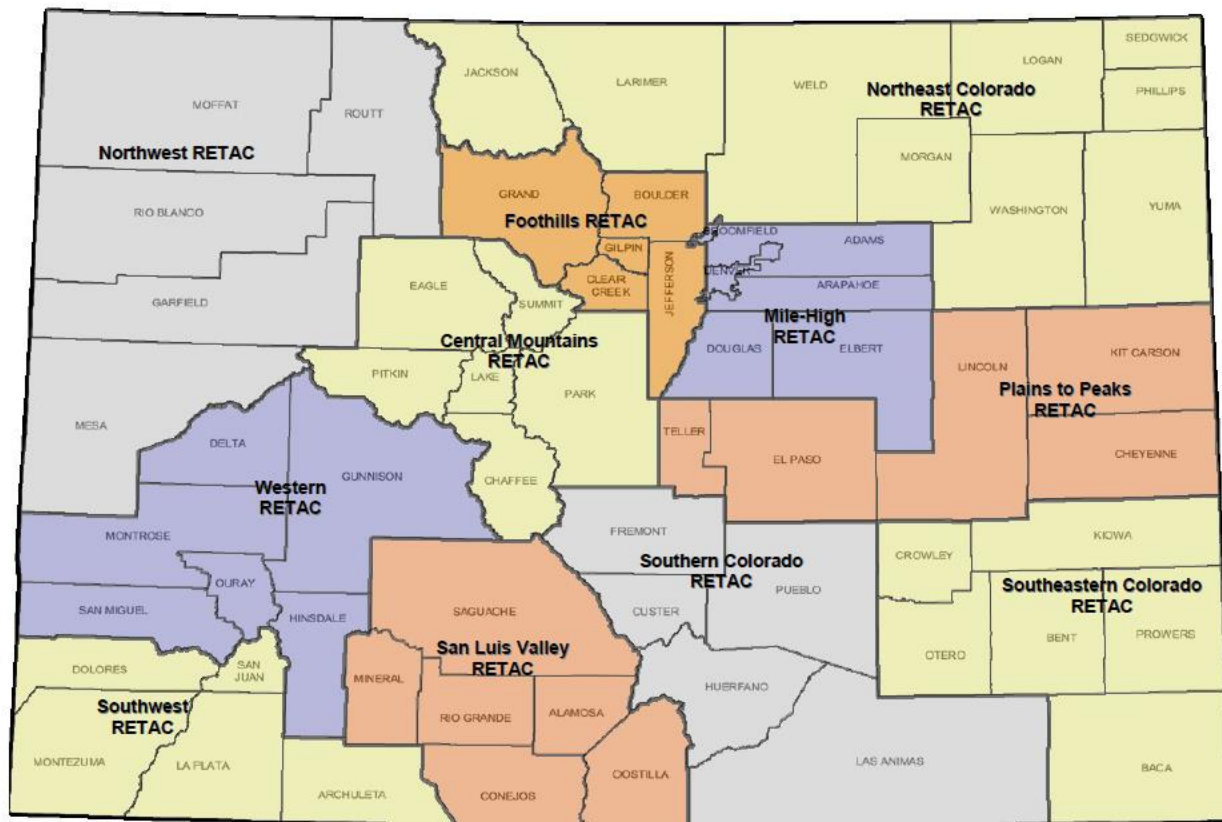 JACKSON
LARIMER
WELD
LOGAN
SEDGWICK
PHILLIPS
Northeast Colorado
RETAC
MOFFAT
ROUTT
MORGAN
Northwest RETAC
GRAND
BOULDER
WASHINGTON
YUMA
RIO BLANCO
Foothills RETAC
BROOMFIELD
ADAMS
GILPIN
DENVER
CLEAR
CREEK
JEFFERSON
ARAPAHOE
EAGLE
SUMMIT
GARFIELD
Mile-High
RETAC
Central Mountains
RETAC
DOUGLAS
ELBERT
LINCOLN
KIT CARSON
PITKIN
LAKE
PARK
Plains to Peaks
RETAC
MESA
DELTA
GUNNISON
TELLER
EL PASO
CHEYENNE
CHAFFEE
Western
RETAC
MONTROSE
FREMONT
KIOWA
CROWLEY
Southern Colorado
RETAC
Southeastern Colorado
RETAC
OURAY
PUEBLO
SAN MIGUEL
HINSDALE
SAGUACHE
CUSTER
BENT
PROWERS
San Luis Valley
RETAC
OTERO
DOLORES
SAN
JUAN
MINERAL
HUERFANO
Southwest
RETAC
RIO GRANDE
ALAMOSA
MONTEZUMA
LA PLATA
ARCHULETA
CONEJOS
COSTILLA
LAS ANIMAS
BACA